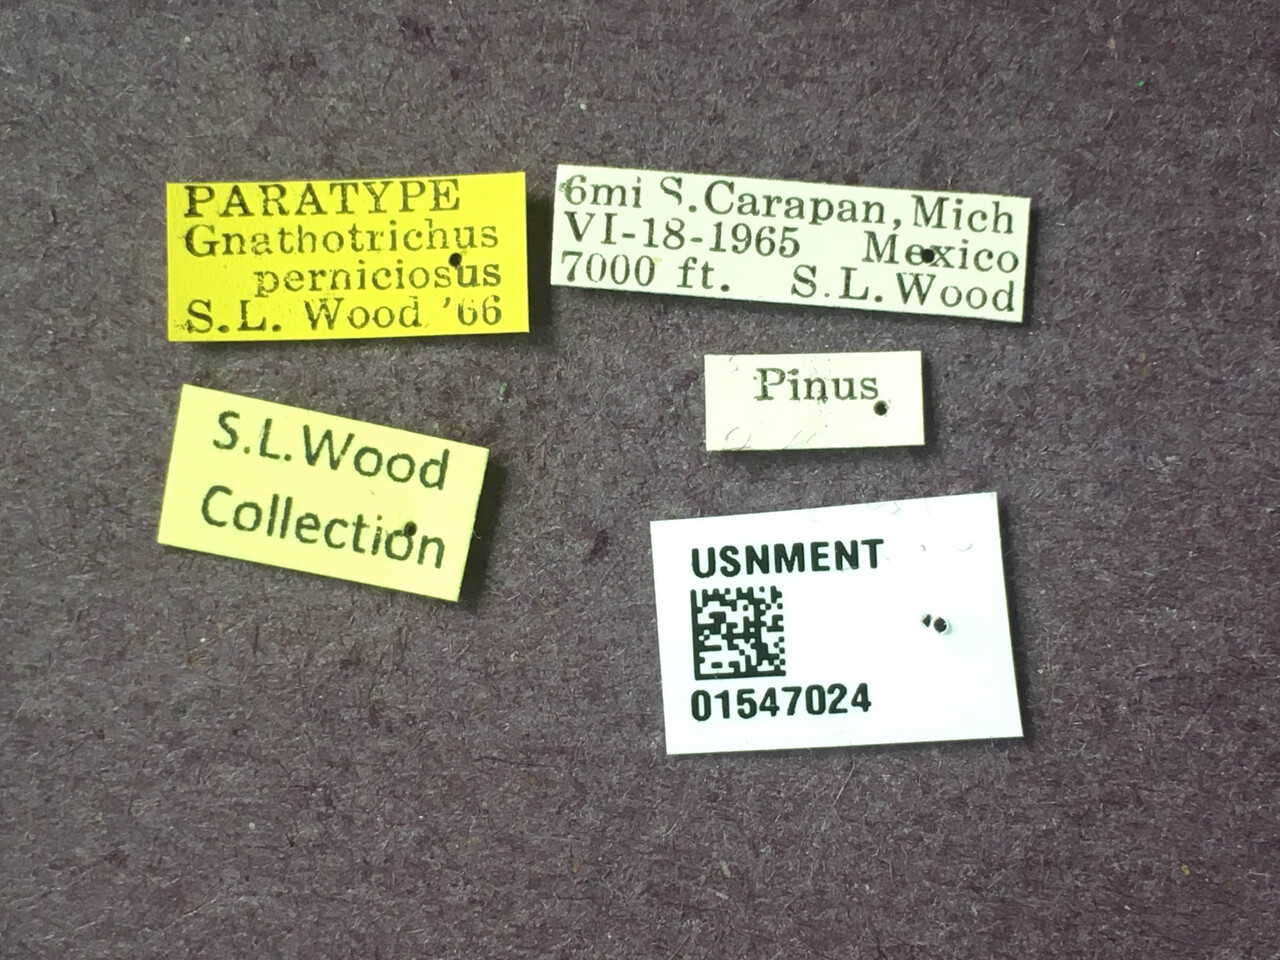 PARATYPE
Gnathotrichus
perniciosus
S.L. Wood '66
6mi S.Carapan, Mich
VI-18-1965 Mexico
7000 ft. S.L.Wood
Pinus
S.L.Wood
Collection
USNMENT
01547024